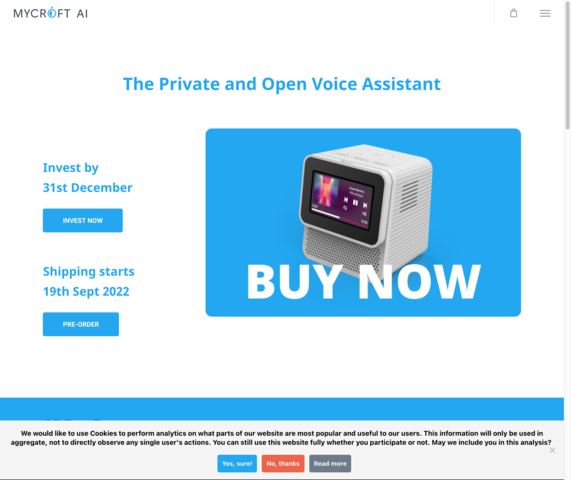 MYCROFT AI
The Private and Open Voice Assistant
Invest by
31st December
INVEST NOW
Shipping starts
19th Sept 2022
PRE-ORDER
BUY NOW
We would like to use Cookies to perform analytics on what parts of our website are most popular and useful to our users. This information will only be used in
aggregate, not to directly observe any single user's actions. You can still use this website fully whether you participate or not. May we include you in this analysis?
Yes, sure!
No, thanks
Read more